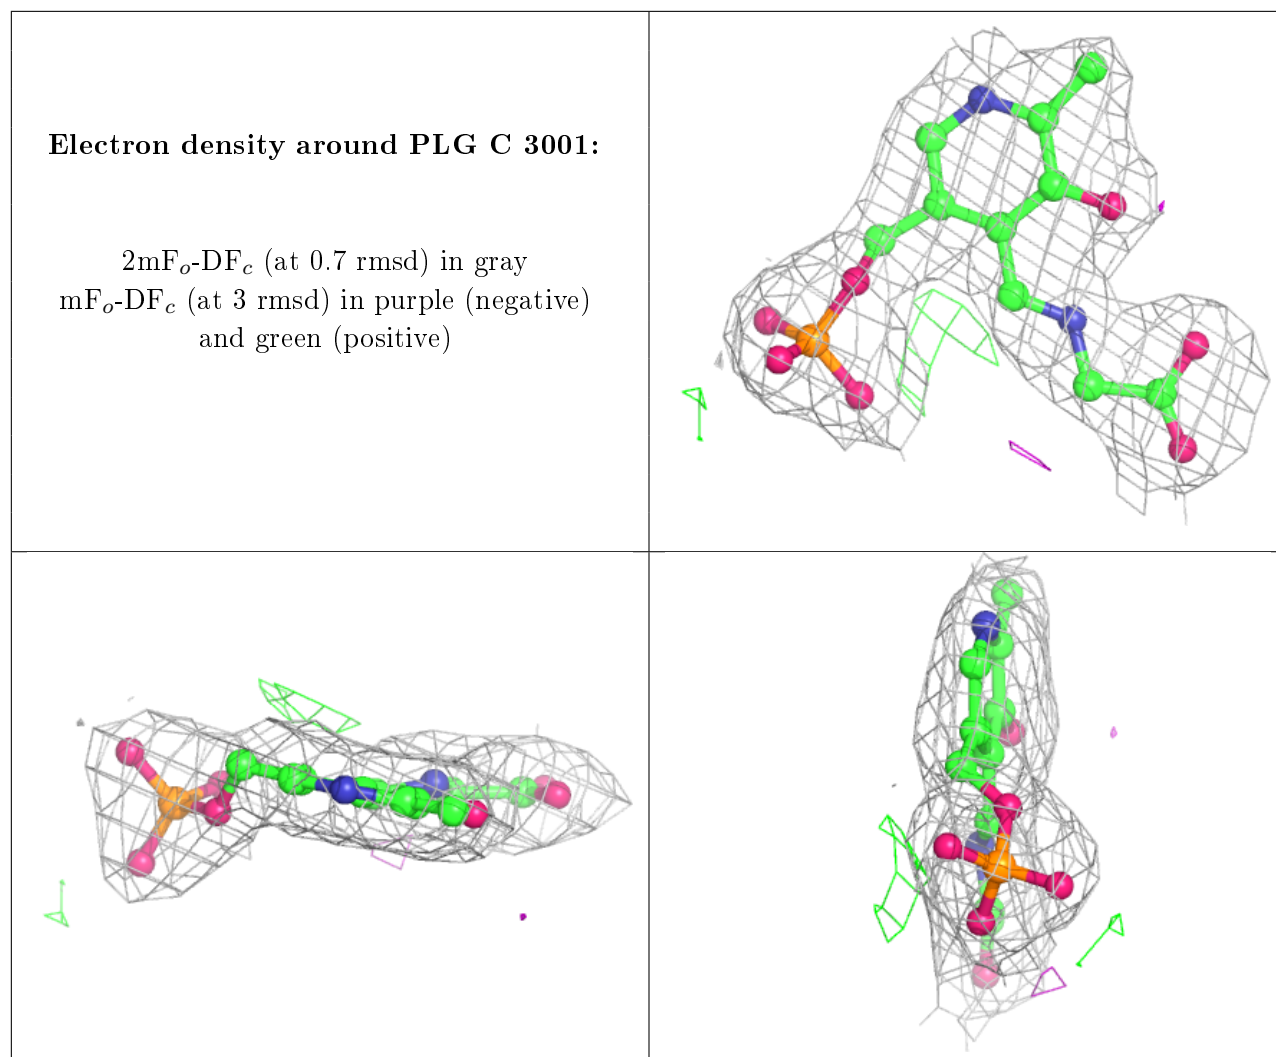 Electron density around PLG C 3001:
2mFₒ-DF𝒸 (at 0.7 rmsd) in gray
mFₒ-DF𝒸 (at 3 rmsd) in purple (negative)
and green (positive)